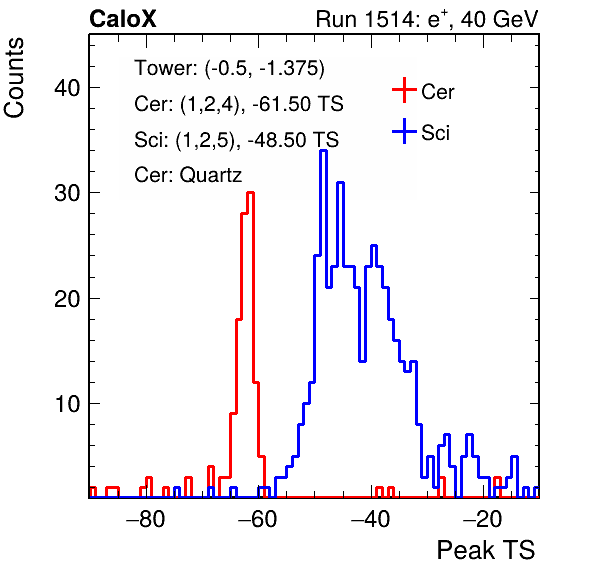 CaloX Run 1514: e⁺, 40 GeV
Counts
Tower: (-0.5, -1.375)
Cer: (1,2,4), -61.50 TS
Sci: (1,2,5), -48.50 TS
Cer: Quartz
Cer
Sci
40
30
20
10
−80 −60 −40 −20
Peak TS